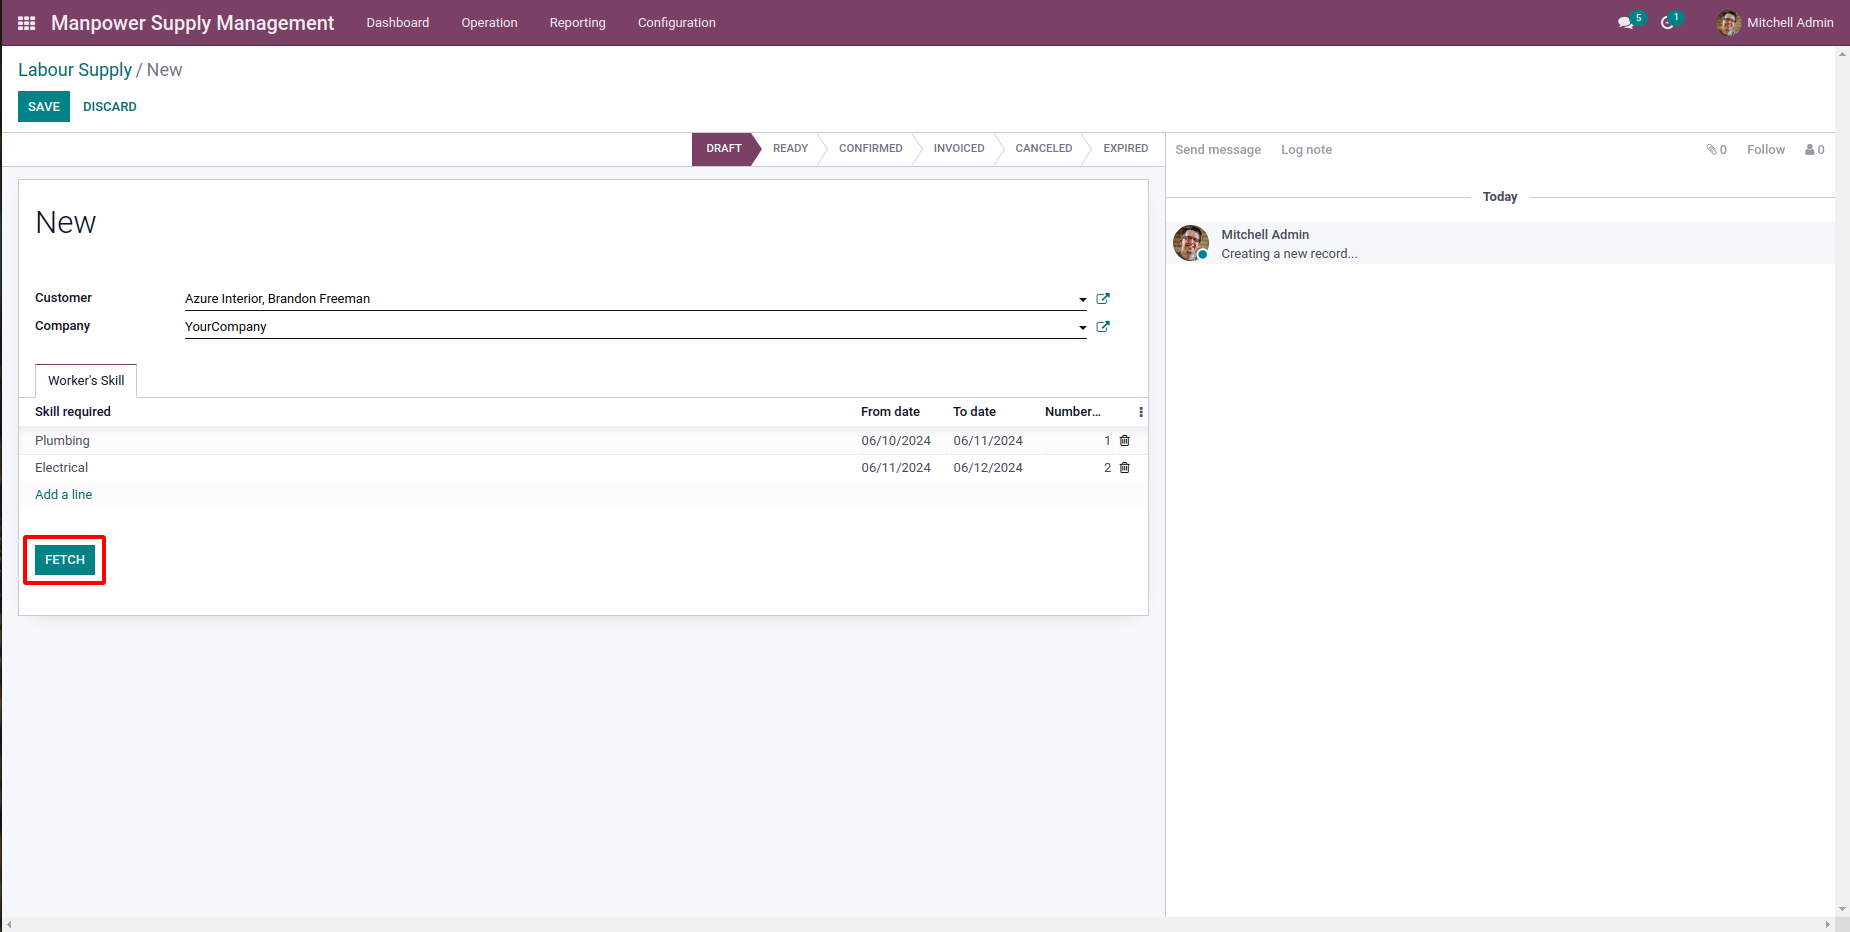 Manpower Supply Management Dashboard Operation Reporting Configuration 5 1 Mitchell Admin
Labour Supply / New
SAVE DISCARD
DRAFT READY CONFIRMED INVOICED CANCELED EXPIRED
Send message Log note 0 Follow 0
Today
Mitchell Admin
Creating a new record...
New
Customer Azure Interior, Brandon Freeman
Company YourCompany
Worker's Skill
Skill required From date To date Number...
Plumbing 06/10/2024 06/11/2024 1
Electrical 06/11/2024 06/12/2024 2
Add a line
FETCH